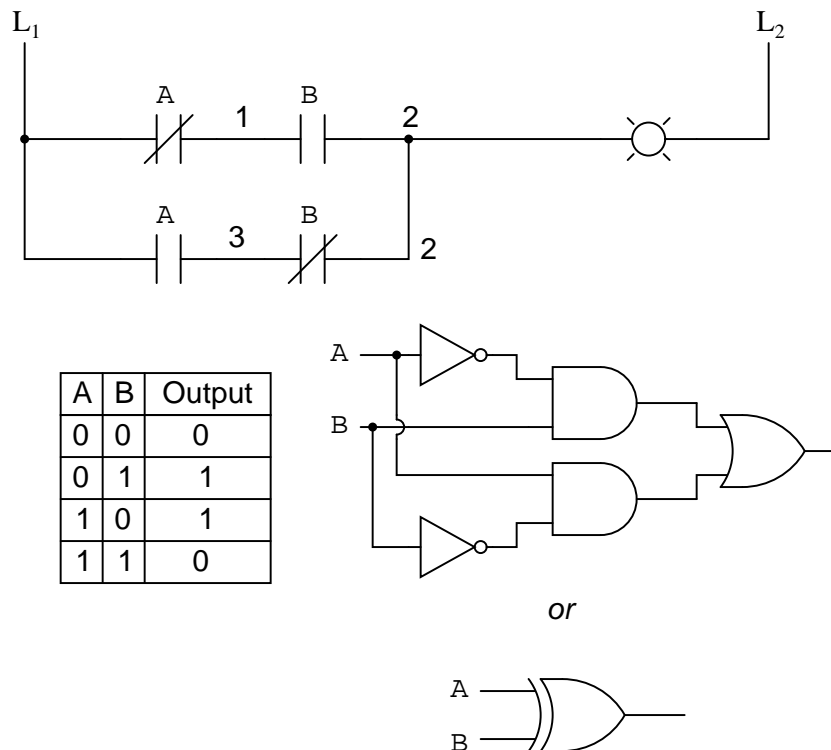 L₁ L₂
A B
1 2
A B
3 2
A B Output
0 0 0
0 1 1
1 0 1
1 1 0
A
B
or
A
B